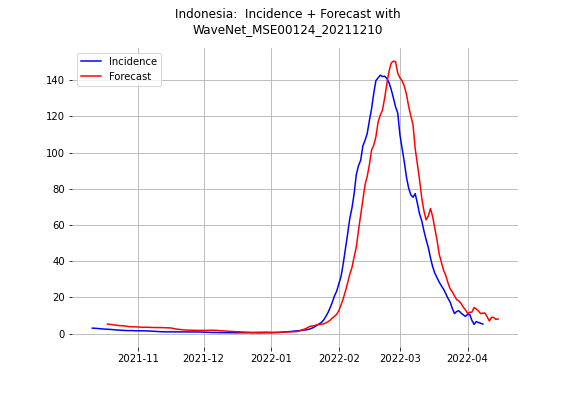 Indonesia:  Incidence + Forecast with
WaveNet_MSE00124_20211210
Incidence
Forecast
140
120
100
80
60
40
20
0
2021-11 2021-12 2022-01 2022-02 2022-03 2022-04